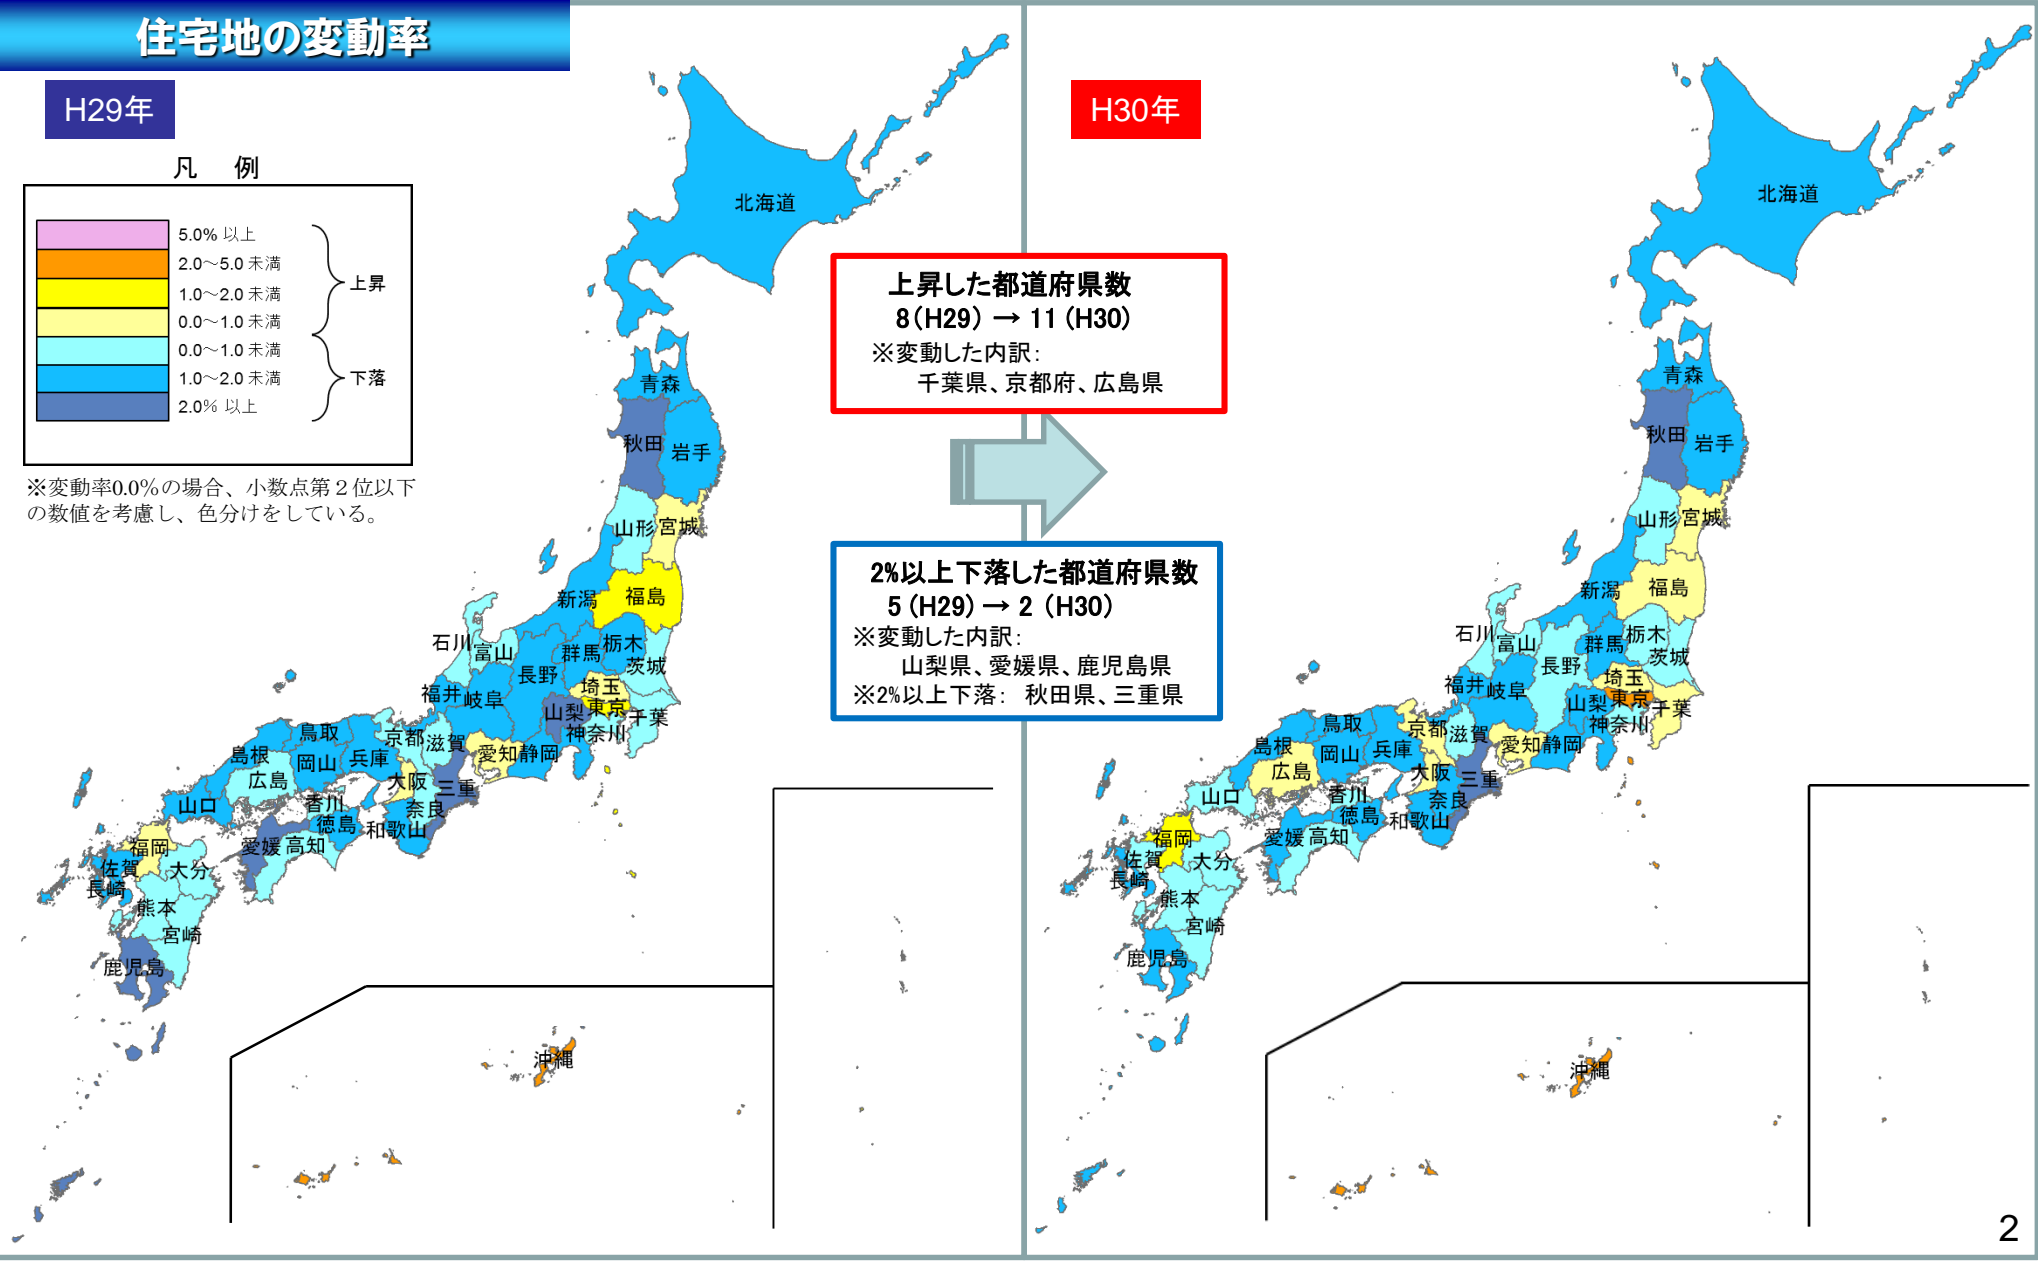 住宅地の変動率
H29年
凡　例
5.0% 以上
2.0～5.0 未満
1.0～2.0 未満
0.0～1.0 未満
上昇
0.0～1.0 未満
1.0～2.0 未満
2.0% 以上
下落
※変動率0.0％の場合、小数点第２位以下
の数値を考慮し、色分けをしている。
北海道
青森
秋田
岩手
山形
宮城
新潟
福島
石川
富山
群馬
栃木
茨城
長野
福井
岐阜
埼玉
山梨
東京
千葉
神奈川
鳥取
京都
滋賀
島根
岡山
兵庫
愛知
静岡
広島
大阪
三重
山口
香川
奈良
徳島
和歌山
愛媛
高知
福岡
佐賀
大分
長崎
熊本
宮崎
鹿児島
沖縄
上昇した都道府県数
8（H29） → 11 (H30)
※変動した内訳：
千葉県、京都府、広島県
2%以上下落した都道府県数
5 (H29) → 2 (H30)
※変動した内訳：
山梨県、愛媛県、鹿児島県
※2%以上下落： 秋田県、三重県
H30年
北海道
青森
秋田
岩手
山形
宮城
新潟
福島
石川
富山
群馬
栃木
茨城
長野
福井
岐阜
埼玉
山梨
東京
千葉
神奈川
鳥取
京都
滋賀
島根
岡山
兵庫
愛知
静岡
広島
大阪
三重
山口
香川
奈良
徳島
和歌山
愛媛
高知
福岡
佐賀
大分
長崎
熊本
宮崎
鹿児島
沖縄
2